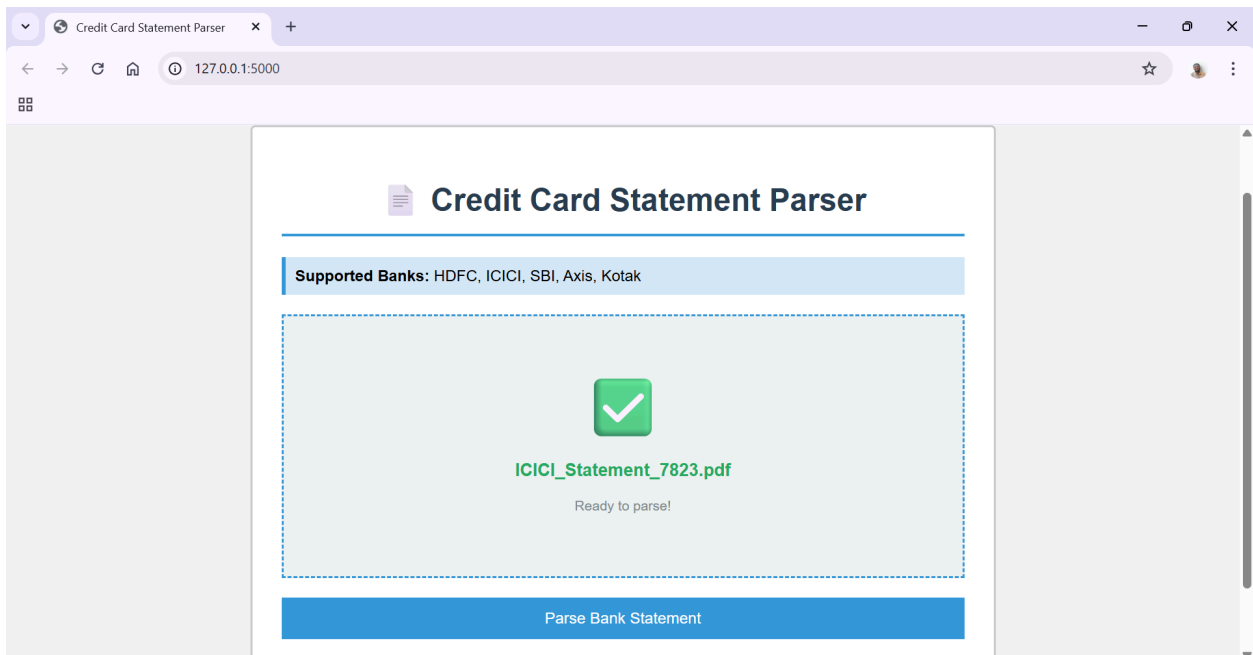 Credit Card Statement Parser
127.0.0.1:5000
Credit Card Statement Parser
Supported Banks: HDFC, ICICI, SBI, Axis, Kotak
ICICI_Statement_7823.pdf
Ready to parse!
Parse Bank Statement